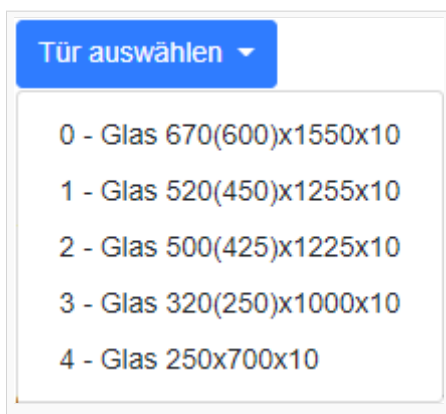 Tür auswählen
0 - Glas 670(600)x1550x10
1 - Glas 520(450)x1255x10
2 - Glas 500(425)x1225x10
3 - Glas 320(250)x1000x10
4 - Glas 250x700x10